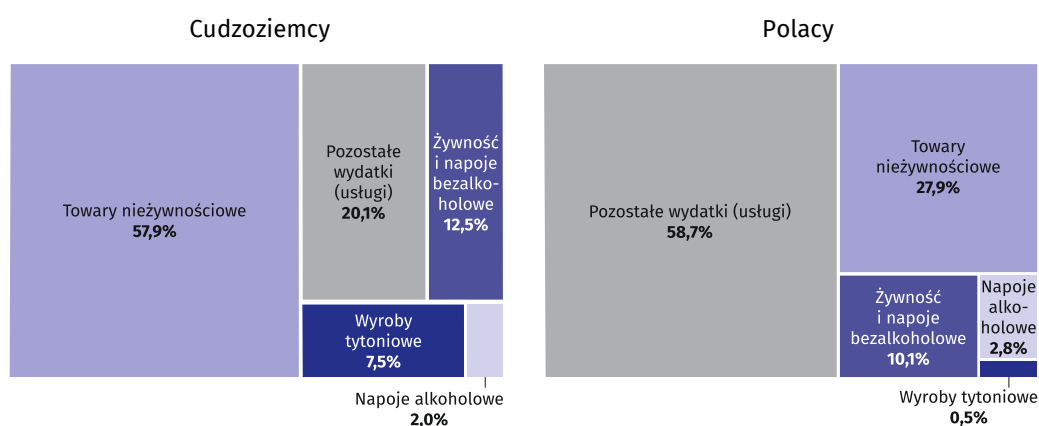 Cudzoziemcy
Towary nieżywnościowe
57,9%
Pozostałe
wydatki
(usługi)
20,1%
Żywność
i napoje
bezalko-
holowe
12,5%
Wyroby
tytoniowe
7,5%
Napoje alkoholowe
2,0%
Polacy
Pozostałe wydatki (usługi)
58,7%
Towary
nieżywnościowe
27,9%
Żywność
i napoje
bezalkoholowe
10,1%
Napoje
alko-
holowe
2,8%
Wyroby tytoniowe
0,5%